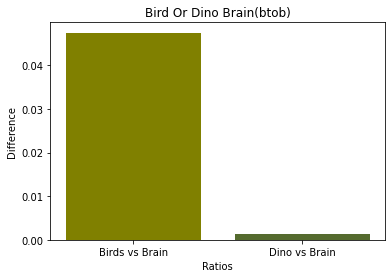 Bird Or Dino Brain(btob)
Difference
0.04
0.03
0.02
0.01
0.00
Birds vs Brain
Dino vs Brain
Ratios